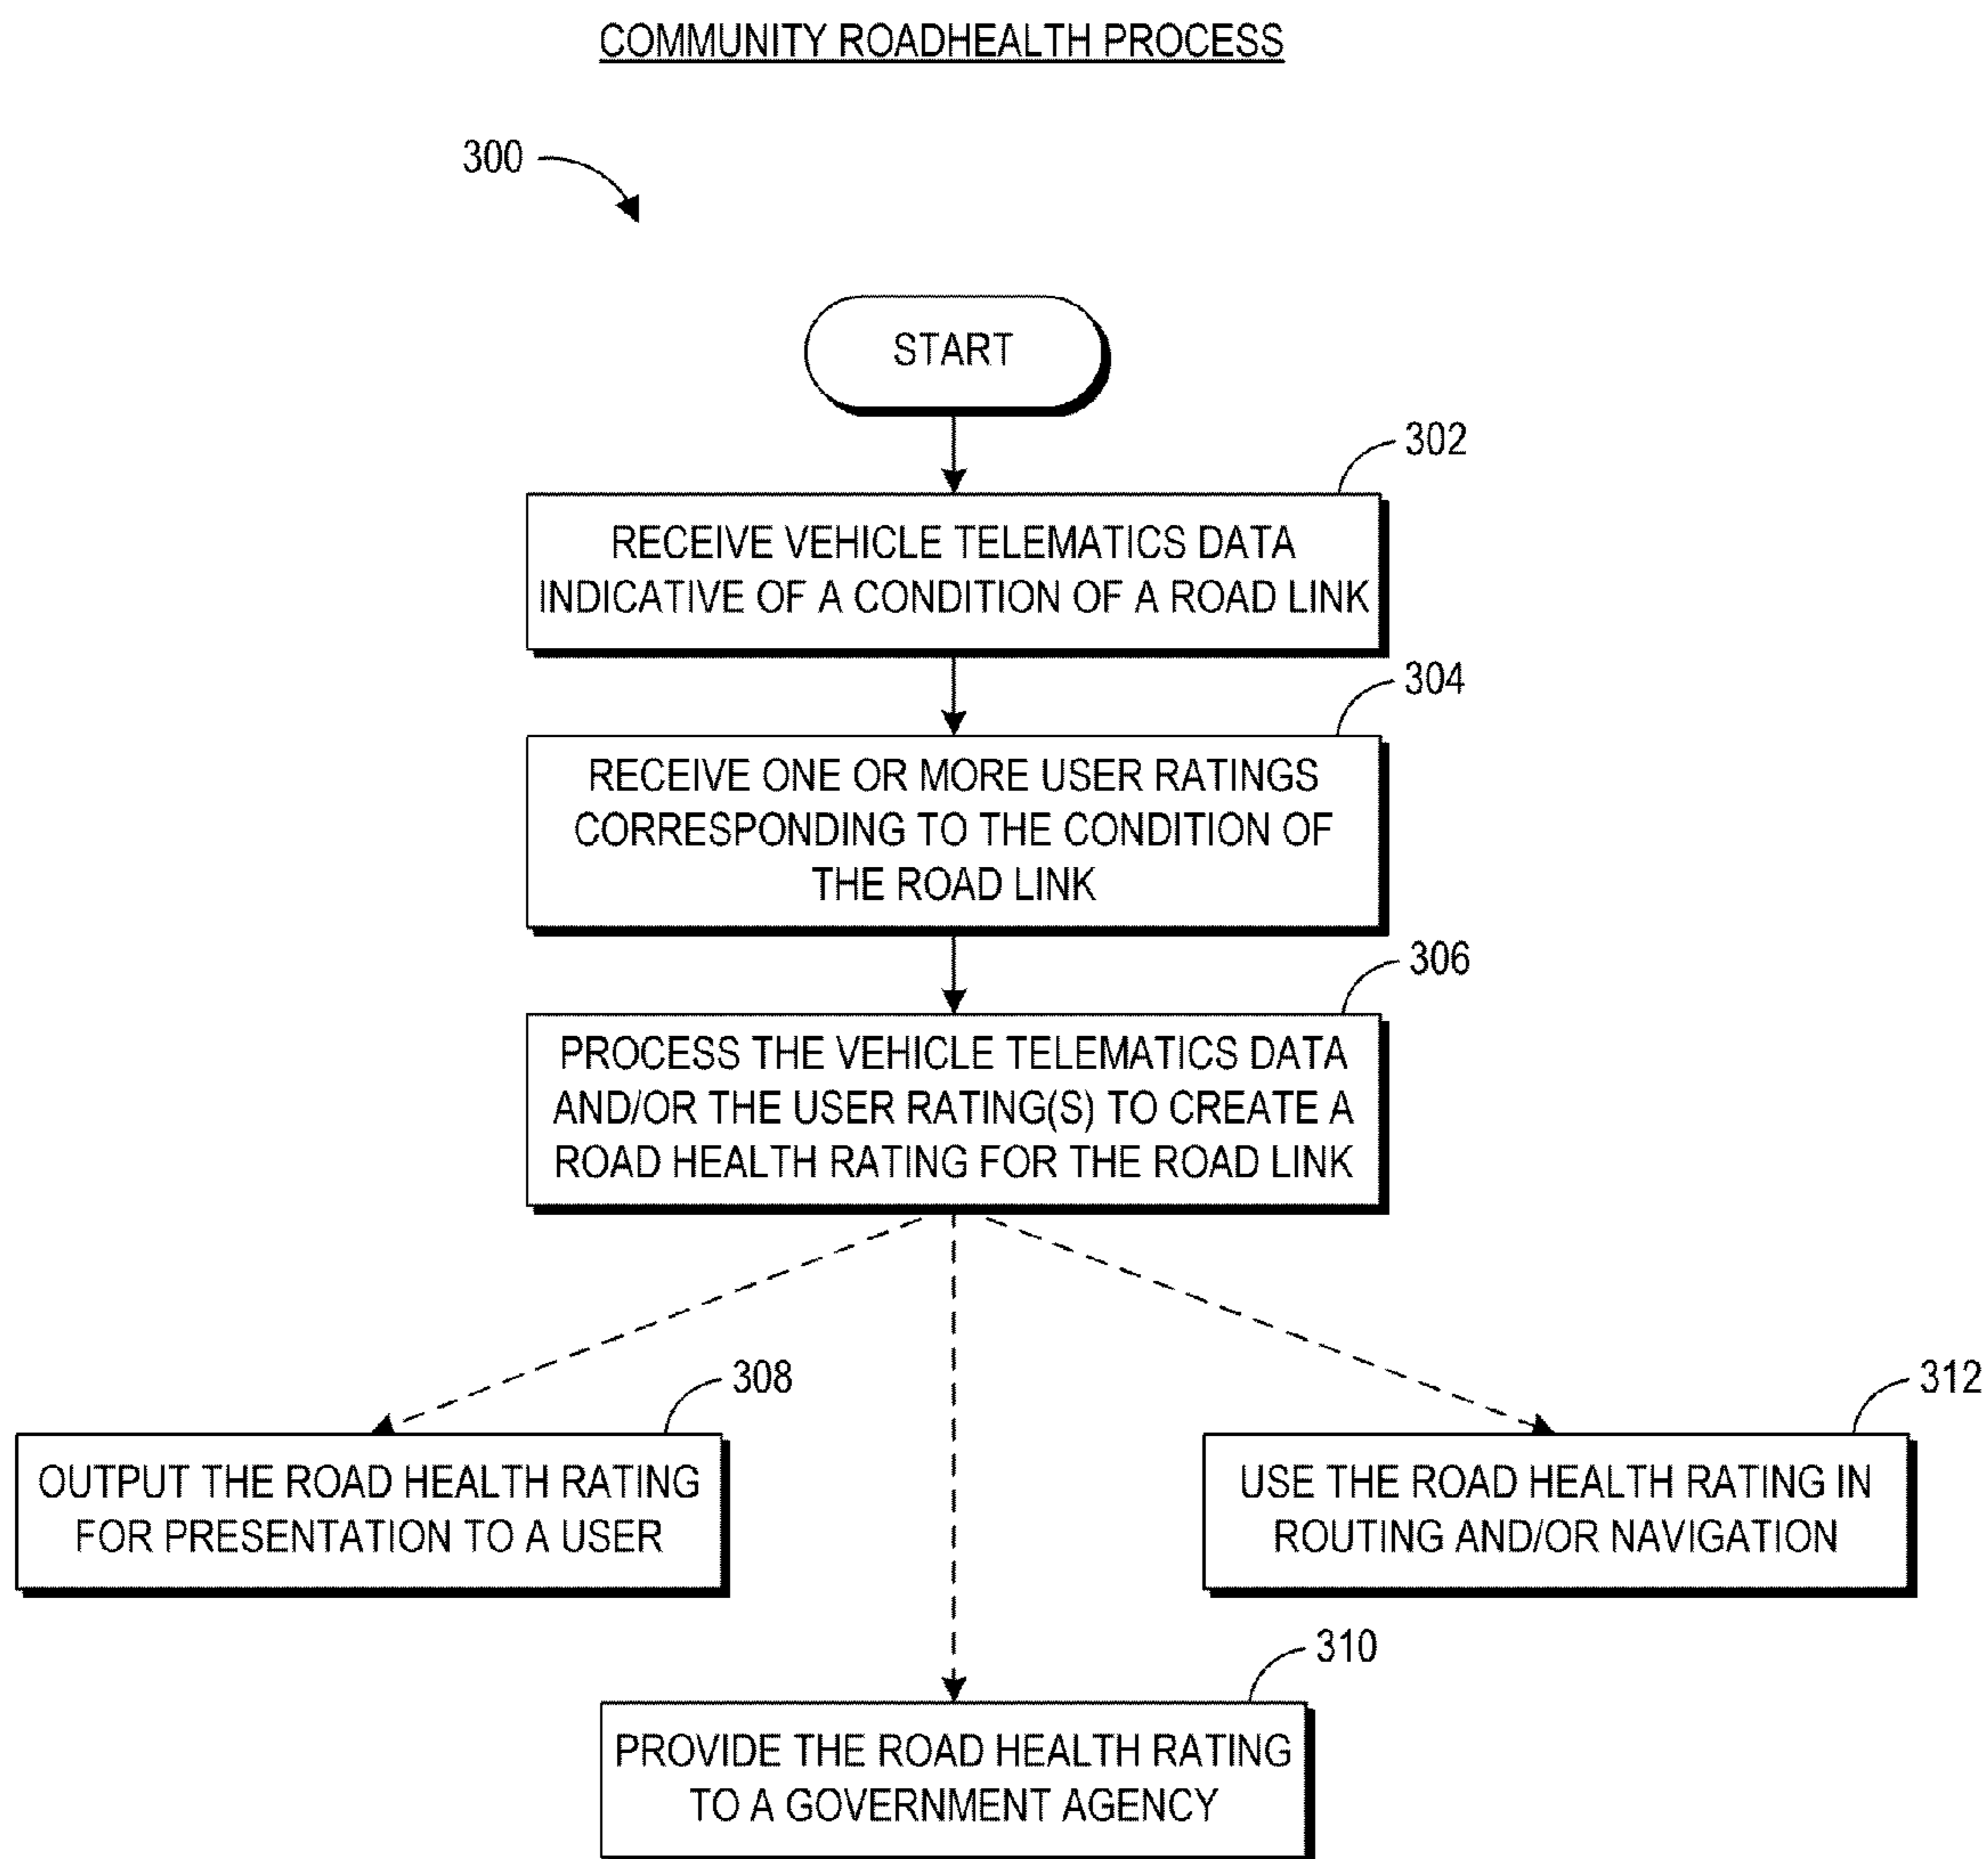 COMMUNITY ROADHEALTH PROCESS
300
START
302
RECEIVE VEHICLE TELEMATICS DATA
INDICATIVE OF A CONDITION OF A ROAD LINK
304
RECEIVE ONE OR MORE USER RATINGS
CORRESPONDING TO THE CONDITION OF
THE ROAD LINK
306
PROCESS THE VEHICLE TELEMATICS DATA
AND/OR THE USER RATING(S) TO CREATE A
ROAD HEALTH RATING FOR THE ROAD LINK
308
OUTPUT THE ROAD HEALTH RATING
FOR PRESENTATION TO A USER
312
USE THE ROAD HEALTH RATING IN
ROUTING AND/OR NAVIGATION
310
PROVIDE THE ROAD HEALTH RATING
TO A GOVERNMENT AGENCY